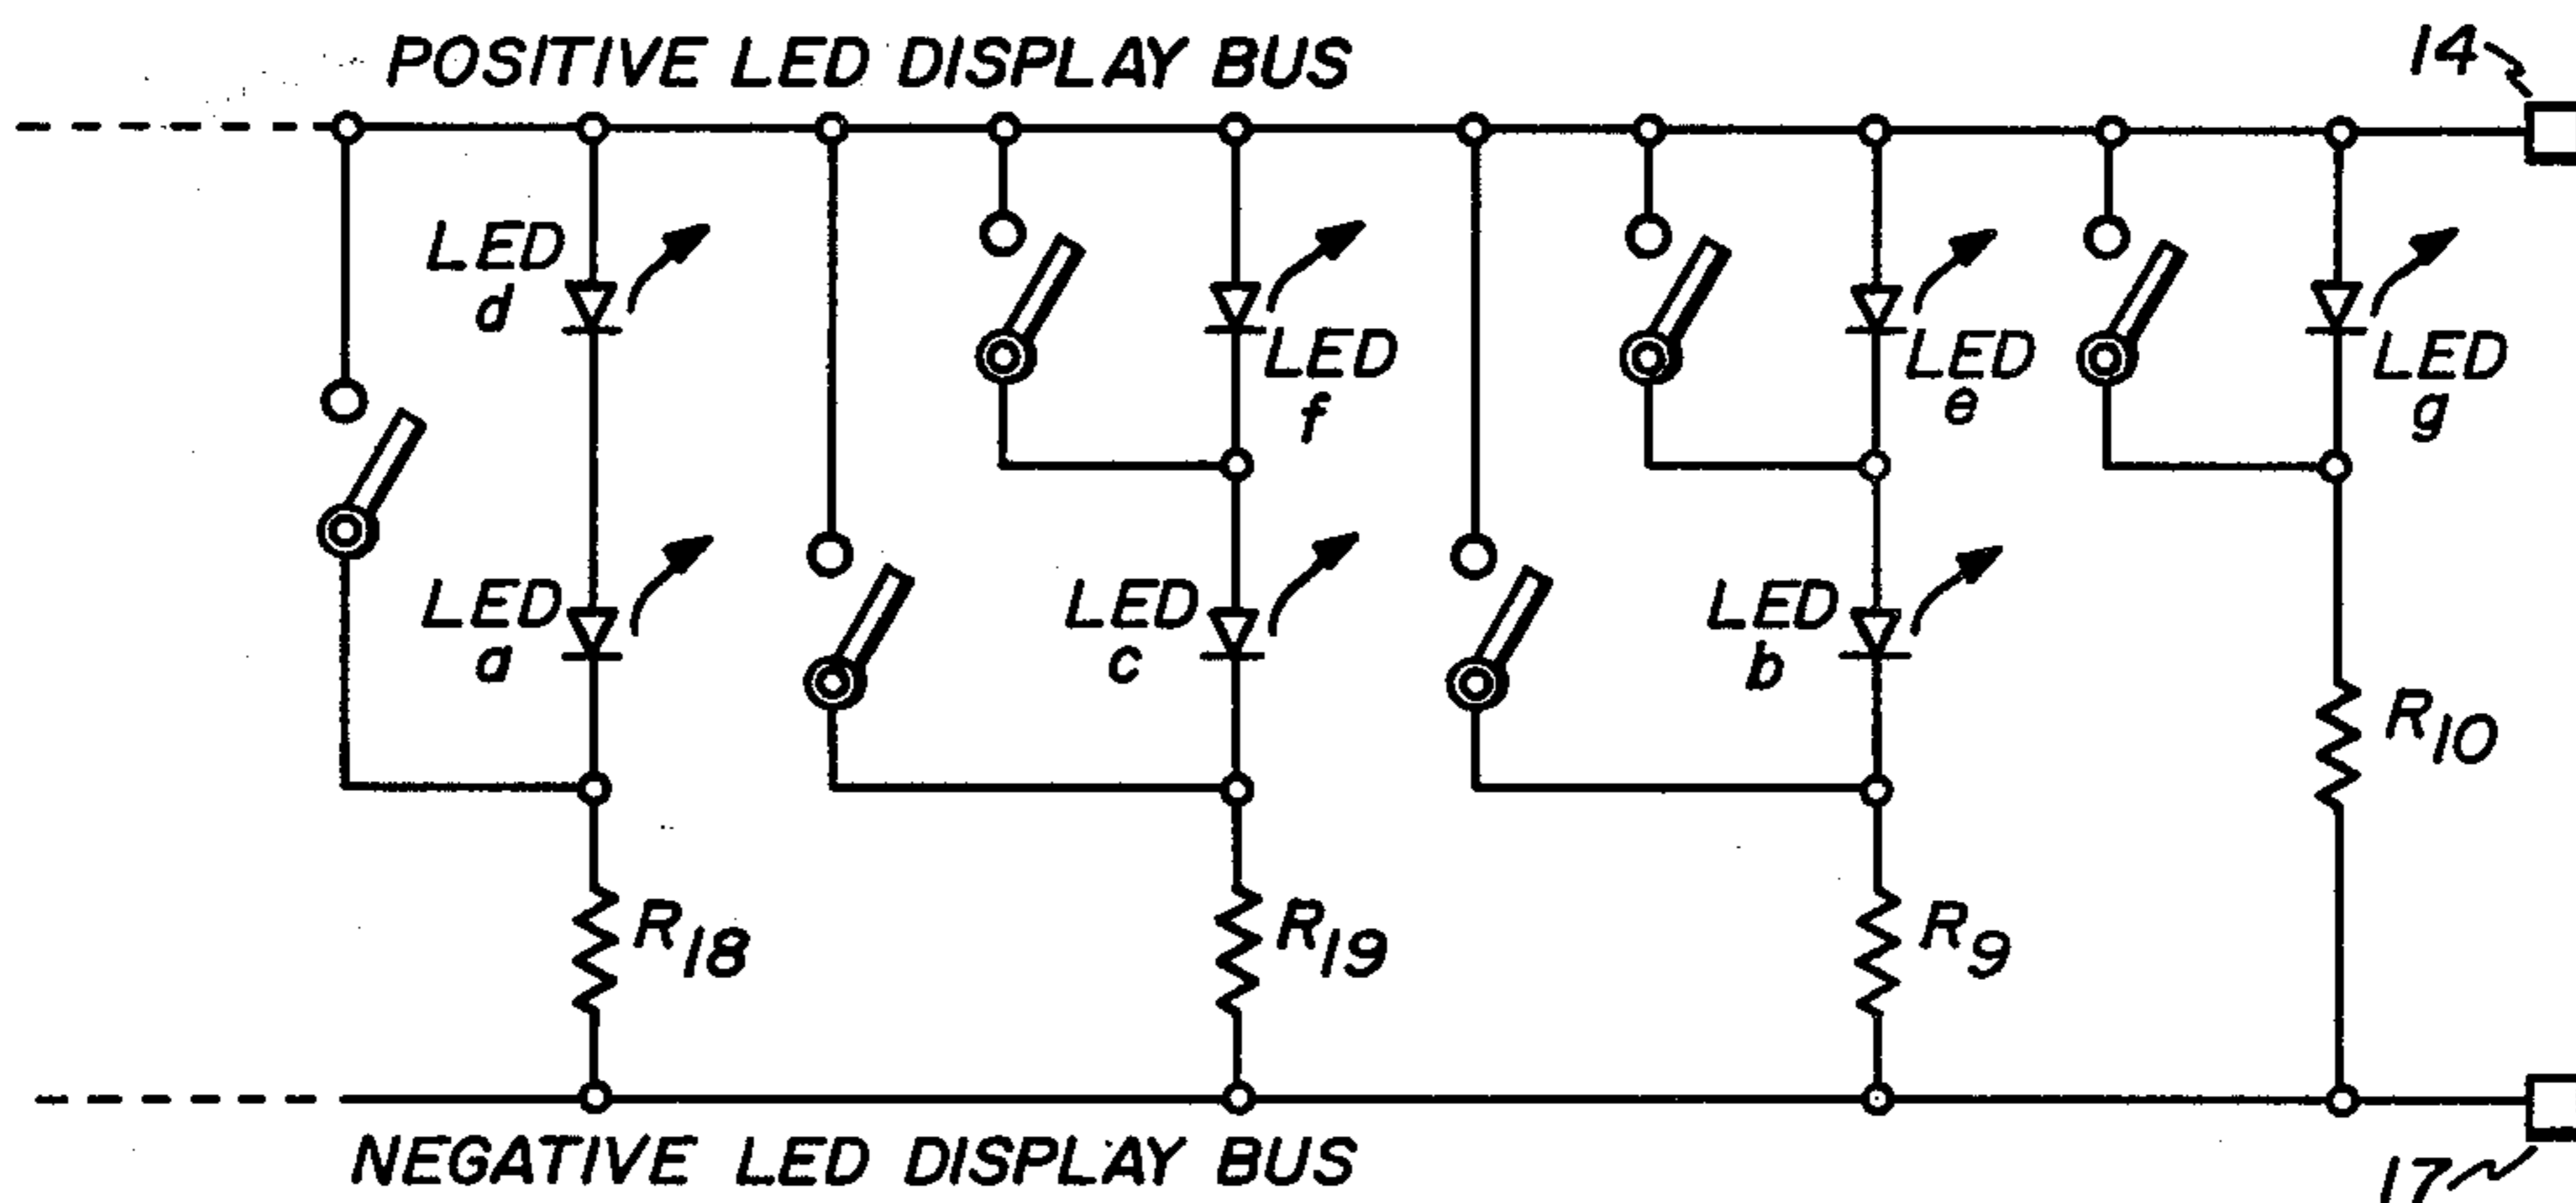 POSITIVE LED DISPLAY BUS
14
LED
d
LED
f
LED
e
LED
g
LED
a
LED
c
LED
b
R10
R18
R19
R9
NEGATIVE LED DISPLAY BUS
17